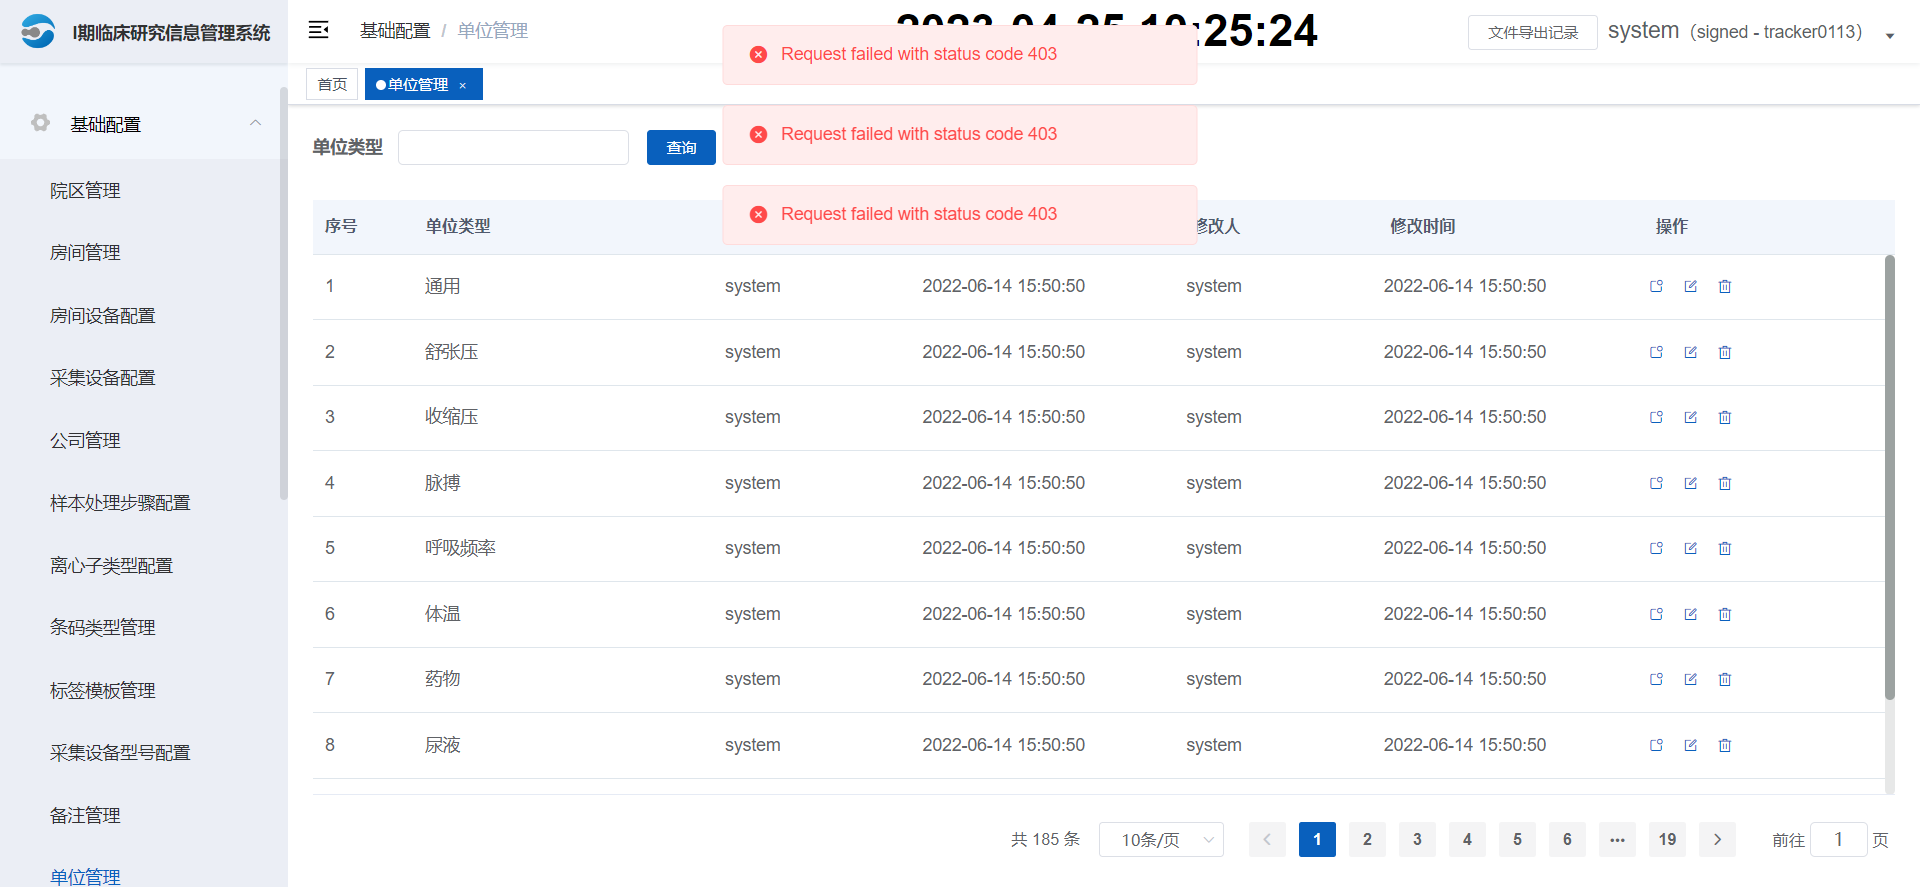 I期临床研究信息管理系统
基础配置 / 单位管理
2023-04-25 10:25:24
文件导出记录
system（signed - tracker0113）
Request failed with status code 403
Request failed with status code 403
Request failed with status code 403
首页
单位管理 ×
基础配置
院区管理
房间管理
房间设备配置
采集设备配置
公司管理
样本处理步骤配置
离心子类型配置
条码类型管理
标签模板管理
采集设备型号配置
备注管理
单位管理
单位类型
查询
序号 单位类型 修改人 修改时间 操作
1 通用 system 2022-06-14 15:50:50 system 2022-06-14 15:50:50
2 舒张压 system 2022-06-14 15:50:50 system 2022-06-14 15:50:50
3 收缩压 system 2022-06-14 15:50:50 system 2022-06-14 15:50:50
4 脉搏 system 2022-06-14 15:50:50 system 2022-06-14 15:50:50
5 呼吸频率 system 2022-06-14 15:50:50 system 2022-06-14 15:50:50
6 体温 system 2022-06-14 15:50:50 system 2022-06-14 15:50:50
7 药物 system 2022-06-14 15:50:50 system 2022-06-14 15:50:50
8 尿液 system 2022-06-14 15:50:50 system 2022-06-14 15:50:50
共 185 条 10条/页 1 2 3 4 5 6 ••• 19 前往 1 页